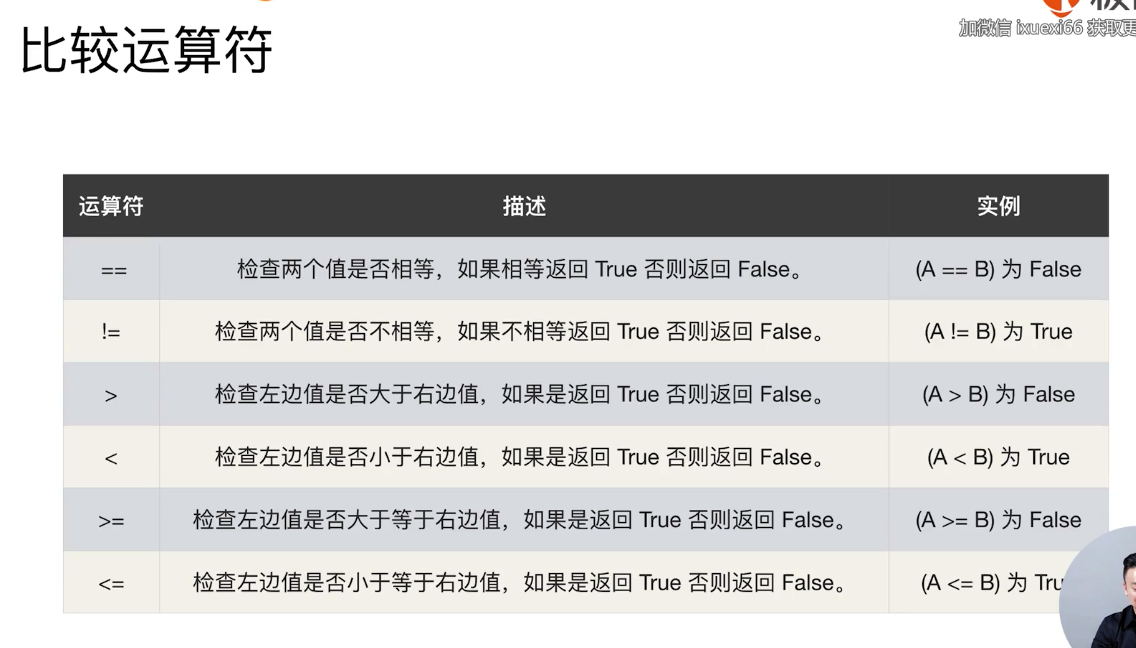 加微信 ixuexi66 获取更
比较运算符
运算符 描述 实例
== 检查两个值是否相等，如果相等返回 True 否则返回 False。 (A == B) 为 False
!= 检查两个值是否不相等，如果不相等返回 True 否则返回 False。 (A != B) 为 True
> 检查左边值是否大于右边值，如果是返回 True 否则返回 False。 (A > B) 为 False
< 检查左边值是否小于右边值，如果是返回 True 否则返回 False。 (A < B) 为 True
>= 检查左边值是否大于等于右边值，如果是返回 True 否则返回 False。 (A >= B) 为 False
<= 检查左边值是否小于等于右边值，如果是返回 True 否则返回 False。 (A <= B) 为 Tru